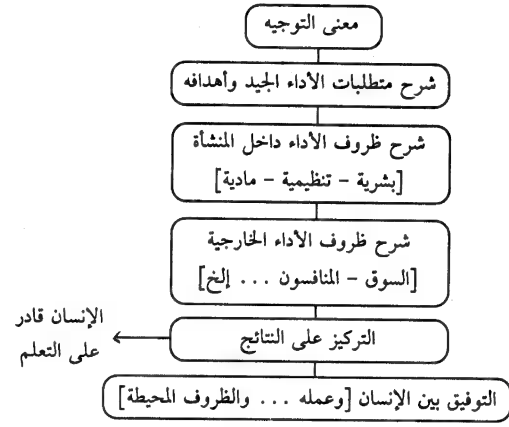 معنى التوجيه
شرح متطلبات الأداء الجيد وأهدافه
شرح ظروف الأداء داخل المنشأة
[بشرية - تنظيمية - مادية]
شرح ظروف الأداء الخارجية
[السوق - المنافسون ... إلخ]
التركيز على النتائج
الإنسان قادر
على التعلم
التوفيق بين الإنسان [وعمله ... والظروف المحيطة]